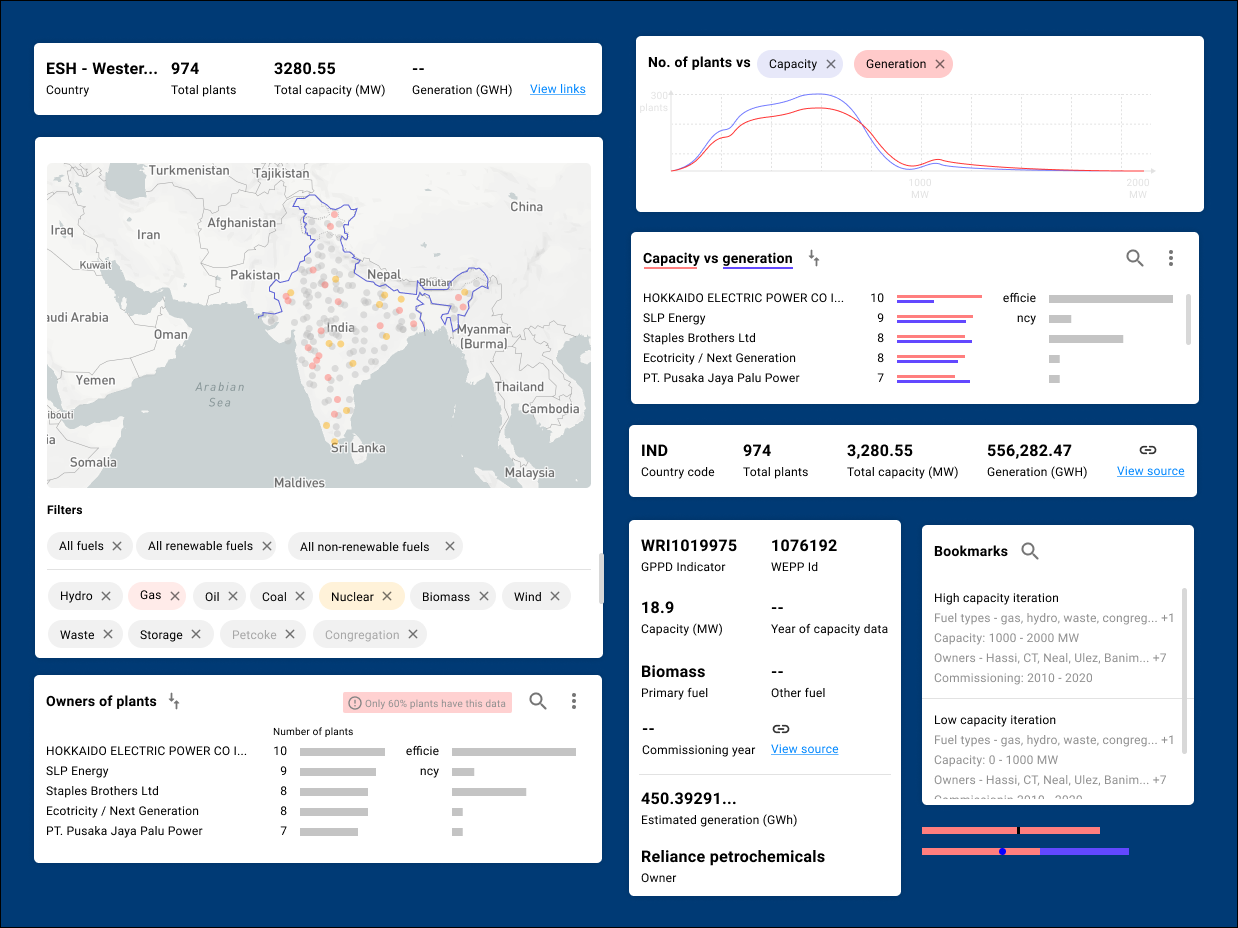 ESH - Wester... 974 3280.55 --
Country Total plants Total capacity (MW) Generation (GWH) View links
Turkmenistan
Tajikistan
China
Afghanistan
Iraq
Iran
Kuwait
Pakistan
Nepal
Bhutan
audi Arabia
Oman
India
Myanmar
(Burma)
Yemen
Arabian
Sea
Thailand
ibouti
Cambodia
ia
Somalia
Sri Lanka
Malaysia
Maldives
Filters
All fuels All renewable fuels All non-renewable fuels
Hydro Gas Oil Coal Nuclear Biomass Wind
Waste Storage Petcoke Congregation
Owners of plants Only 60% plants have this data
Number of plants
HOKKAIDO ELECTRIC POWER CO I... 10 efficie
SLP Energy 9 ncy
Staples Brothers Ltd 8
Ecotricity / Next Generation 8
PT. Pusaka Jaya Palu Power 7
No. of plants vs Capacity Generation
300
plants
1000
MW
2000
MW
Capacity vs generation
HOKKAIDO ELECTRIC POWER CO I... 10 efficie
SLP Energy 9 ncy
Staples Brothers Ltd 8
Ecotricity / Next Generation 8
PT. Pusaka Jaya Palu Power 7
IND 974 3,280.55 556,282.47
Country code Total plants Total capacity (MW) Generation (GWH) View source
WRI1019975 1076192
GPPD Indicator WEPP Id
18.9 --
Capacity (MW) Year of capacity data
Biomass --
Primary fuel Other fuel
--
Commissioning year View source
450.39291...
Estimated generation (GWh)
Reliance petrochemicals
Owner
Bookmarks
High capacity iteration
Fuel types - gas, hydro, waste, congreg... +1
Capacity: 1000 - 2000 MW
Owners - Hassi, CT, Neal, Ulez, Banim... +7
Commissioning: 2010 - 2020
Low capacity iteration
Fuel types - gas, hydro, waste, congreg... +1
Capacity: 0 - 1000 MW
Owners - Hassi, CT, Neal, Ulez, Banim... +7